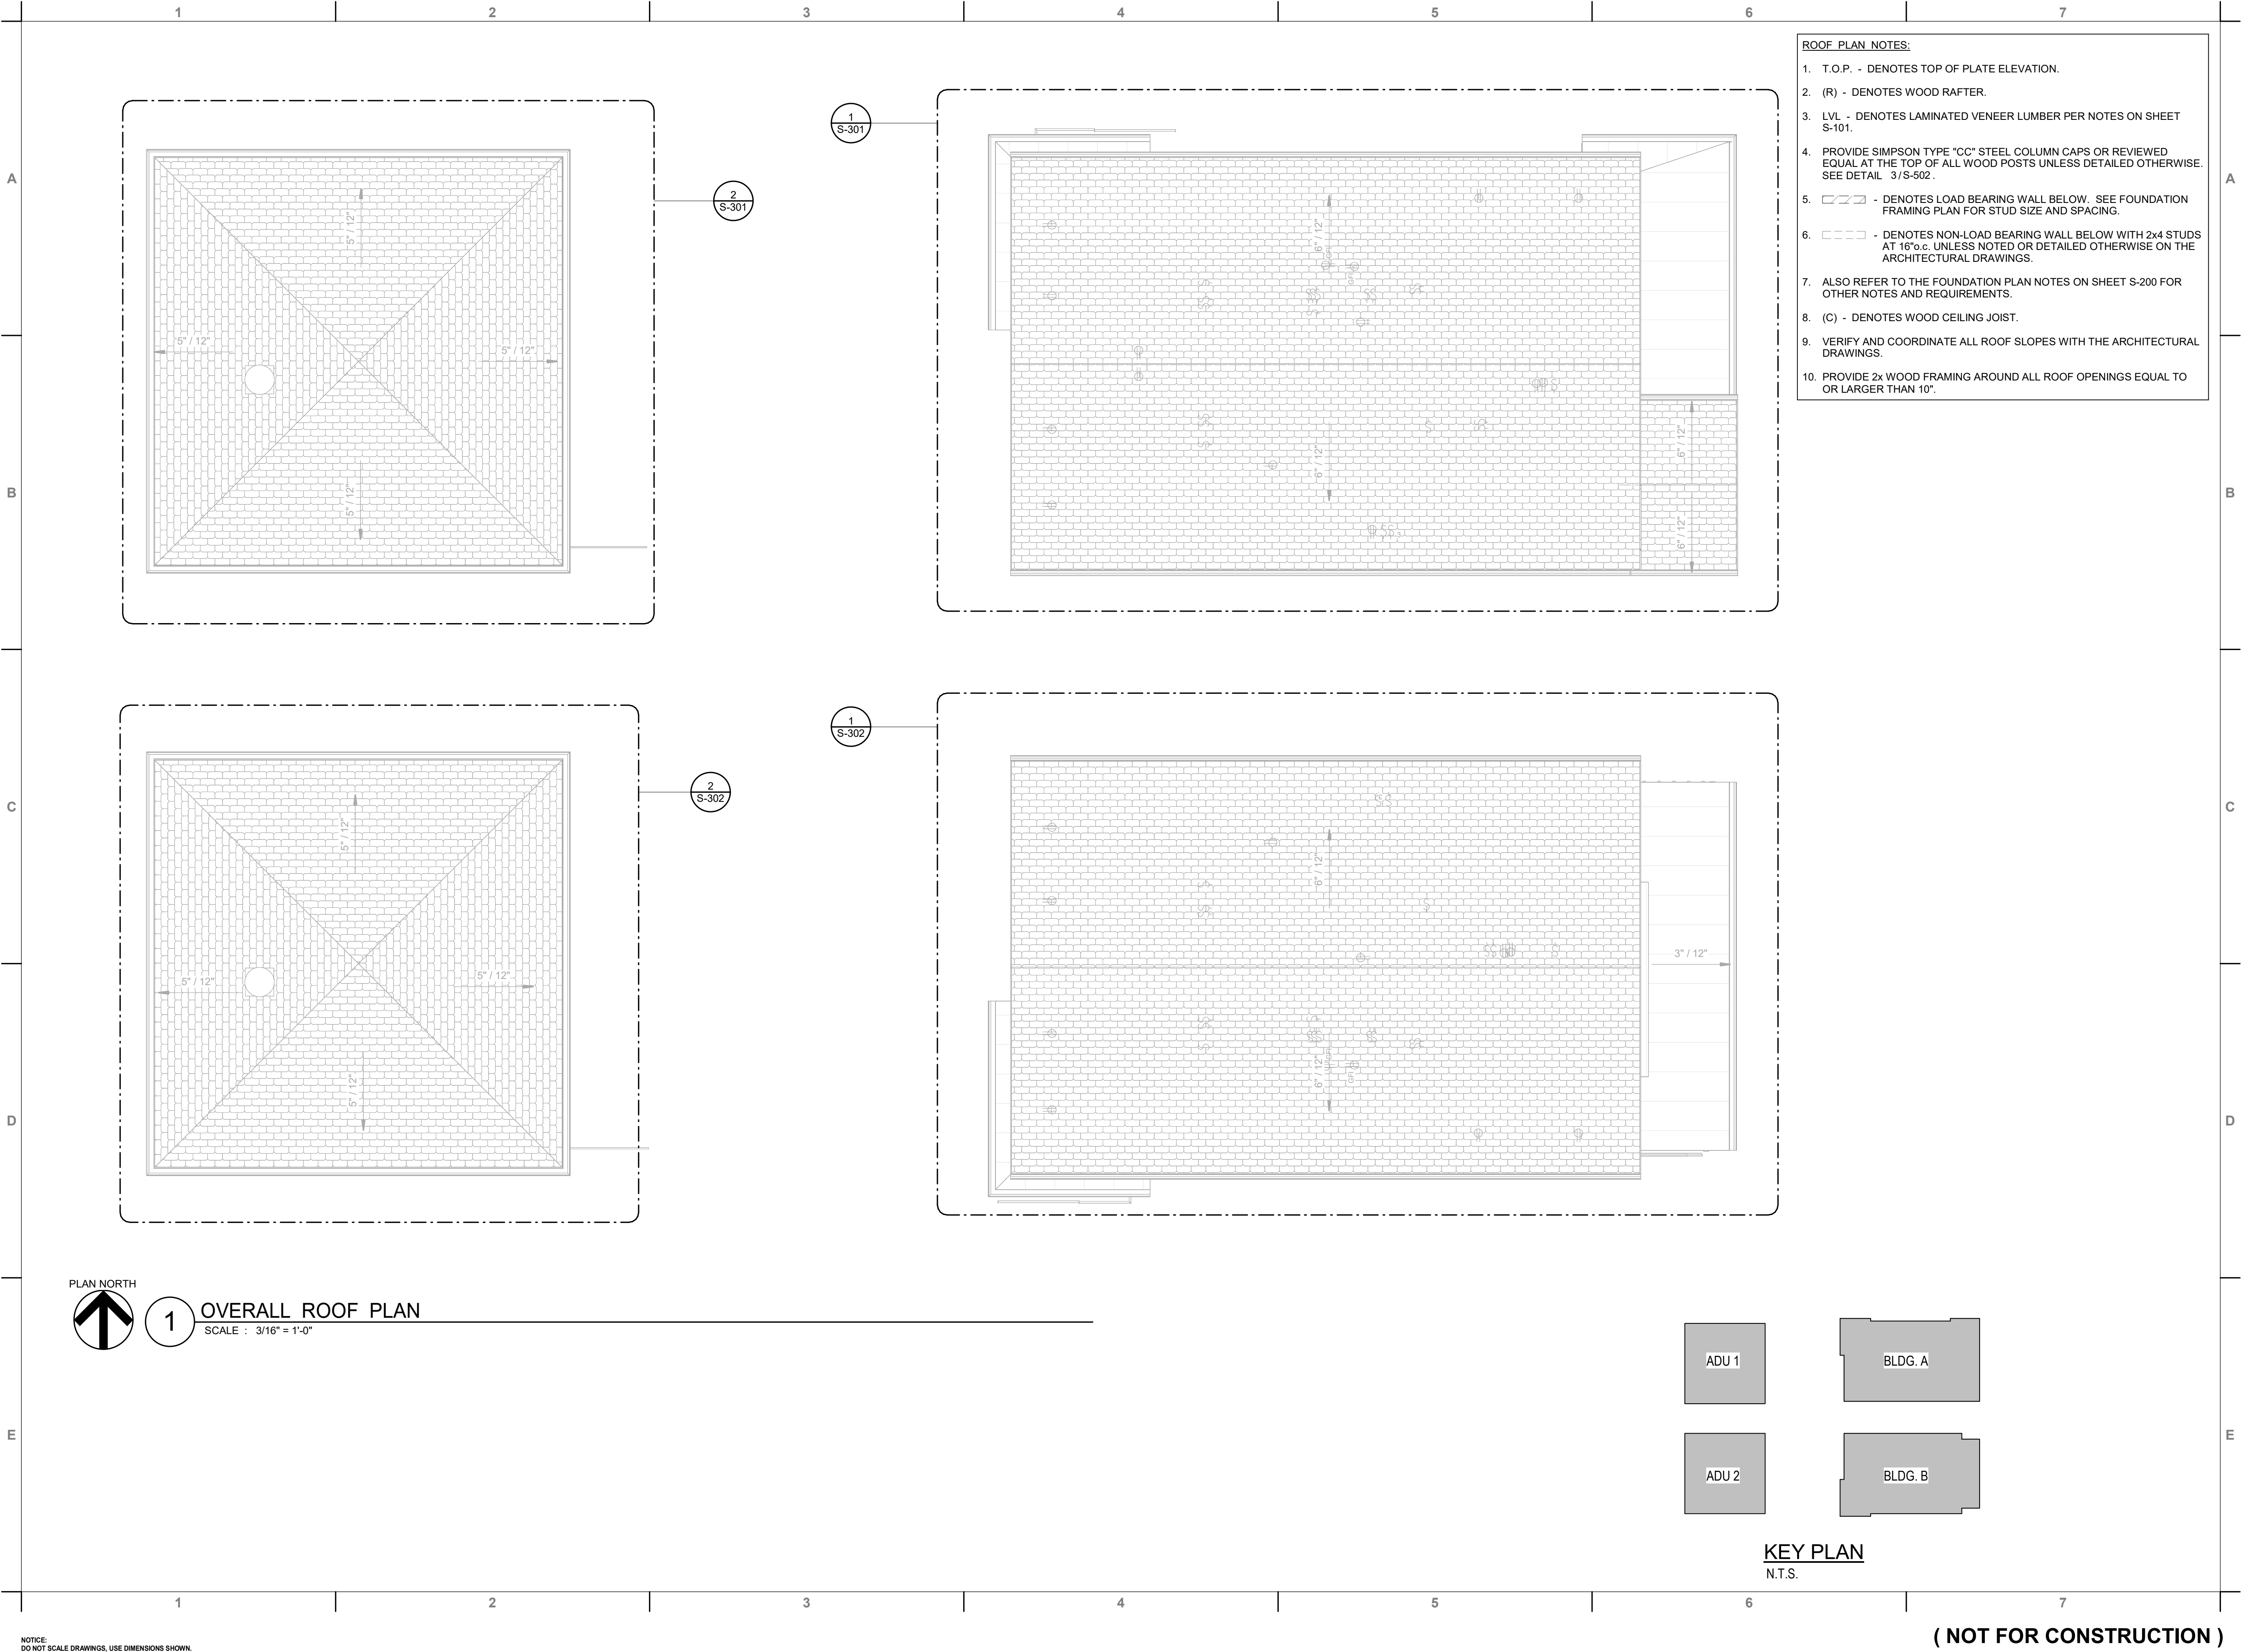 1 2 3 4 5 6 7
ROOF PLAN NOTES:
1. T.O.P. - DENOTES TOP OF PLATE ELEVATION.
2. (R) - DENOTES WOOD RAFTER.
3. LVL - DENOTES LAMINATED VENEER LUMBER PER NOTES ON SHEET
S-101.
4. PROVIDE SIMPSON TYPE "CC" STEEL COLUMN CAPS OR REVIEWED
EQUAL AT THE TOP OF ALL WOOD POSTS UNLESS DETAILED OTHERWISE.
SEE DETAIL 3 / S-502 .
5. - DENOTES LOAD BEARING WALL BELOW. SEE FOUNDATION
FRAMING PLAN FOR STUD SIZE AND SPACING.
6. - DENOTES NON-LOAD BEARING WALL BELOW WITH 2x4 STUDS
AT 16"o.c. UNLESS NOTED OR DETAILED OTHERWISE ON THE
ARCHITECTURAL DRAWINGS.
7. ALSO REFER TO THE FOUNDATION PLAN NOTES ON SHEET S-200 FOR
OTHER NOTES AND REQUIREMENTS.
8. (C) - DENOTES WOOD CEILING JOIST.
9. VERIFY AND COORDINATE ALL ROOF SLOPES WITH THE ARCHITECTURAL
DRAWINGS.
10. PROVIDE 2x WOOD FRAMING AROUND ALL ROOF OPENINGS EQUAL TO
OR LARGER THAN 10".
A
A
B
B
C
C
D
D
E
E
5" / 12"
5" / 12"
5" / 12"
5" / 12"
2
S-301
1
S-301
6" / 12"
6" / 12"
6" / 12"
6" / 12"
5" / 12"
5" / 12"
5" / 12"
5" / 12"
2
S-302
1
S-302
6" / 12"
6" / 12"
3" / 12"
PLAN NORTH
1
OVERALL ROOF PLAN
SCALE : 3/16" = 1'-0"
ADU 1
BLDG. A
ADU 2
BLDG. B
KEY PLAN
N.T.S.
1 2 3 4 5 6 7
NOTICE:
DO NOT SCALE DRAWINGS, USE DIMENSIONS SHOWN.
( NOT FOR CONSTRUCTION )